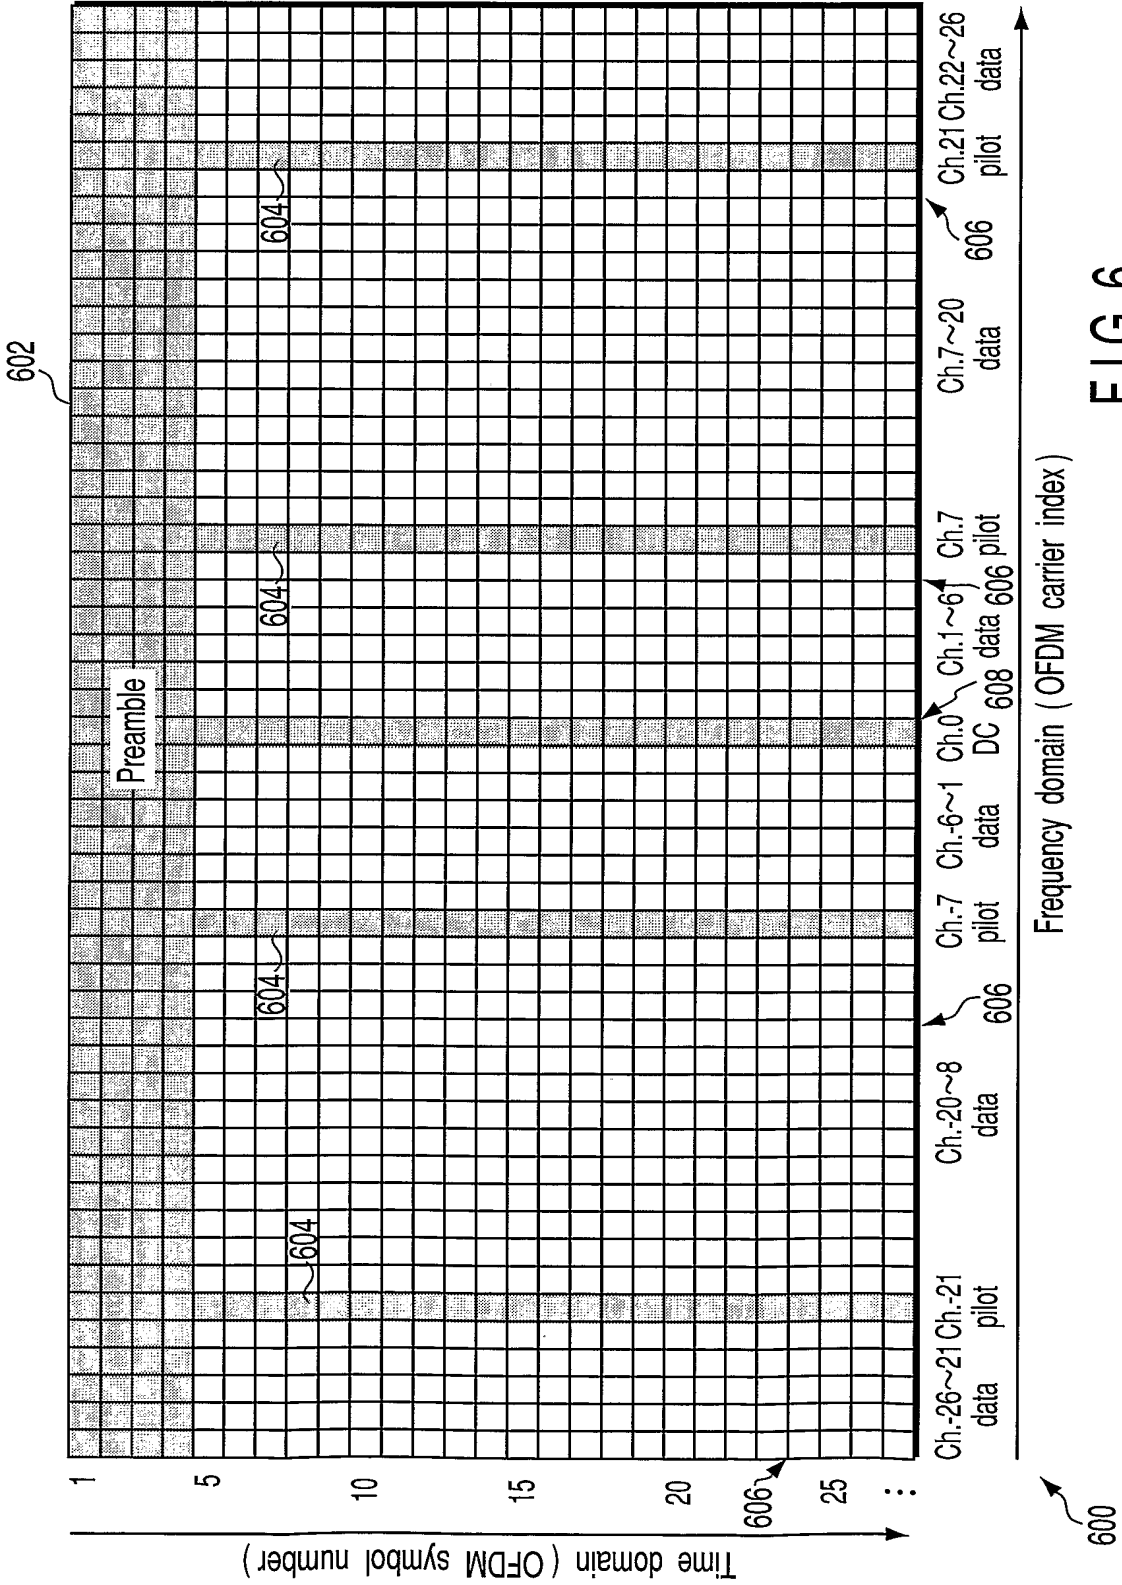 602
Time domain ( OFDM symbol number )
1
5
10
15
20
25
Preamble
604
604
604
604
606
606
606
606
608
Ch.-26~21
data
Ch.-21
pilot
Ch.-20~8
data
Ch.-7
pilot
Ch.-6~1
data
Ch.0
DC
Ch.1~6
data
Ch.7
pilot
Ch.7~20
data
Ch.21
pilot
Ch.22~26
data
Frequency domain ( OFDM carrier index )
600
FIG. 6